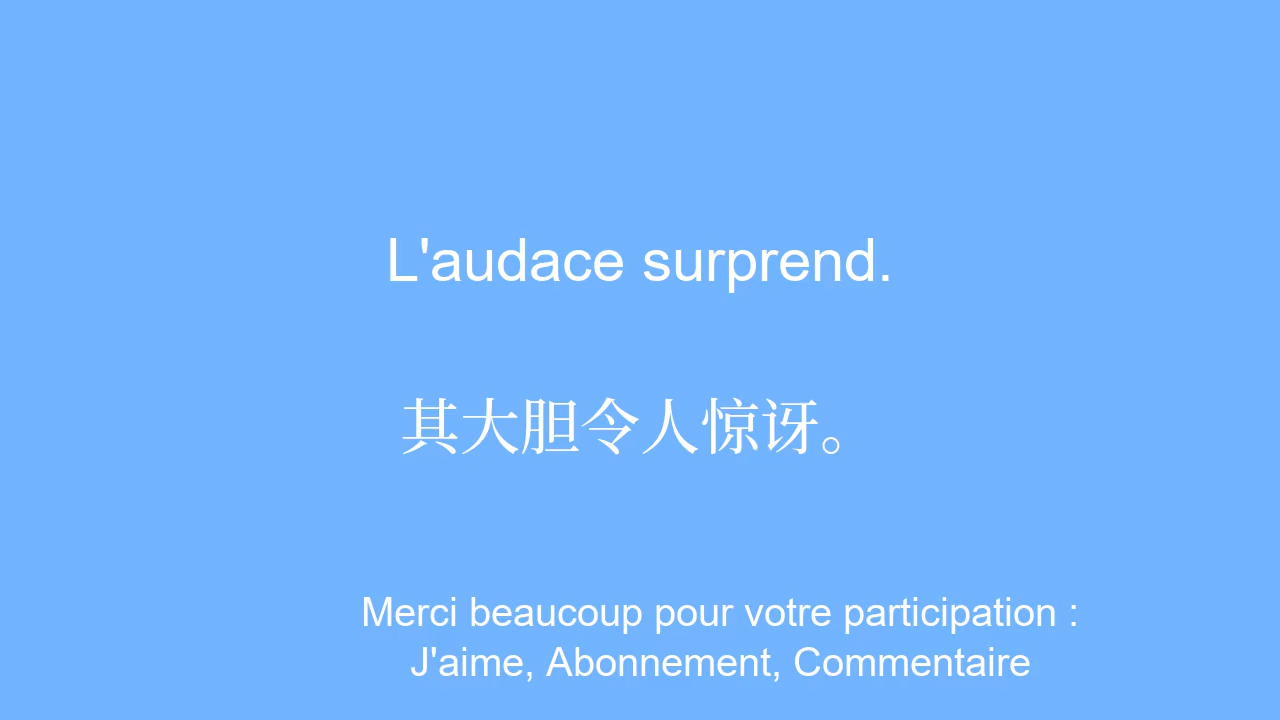 L'audace surprend.
其大胆令人惊讶。
Merci beaucoup pour votre participation :
J'aime, Abonnement, Commentaire